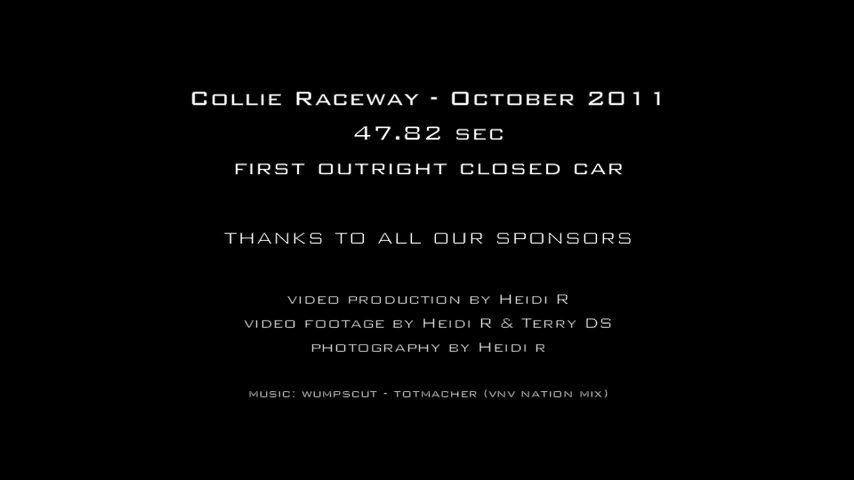 Collie Raceway - October 2011
47.82 sec
first outright closed car
thanks to all our sponsors
video production by Heidi R
video footage by Heidi R & Terry DS
photography by Heidi r
music: wumpscut - totmacher (vnv nation mix)